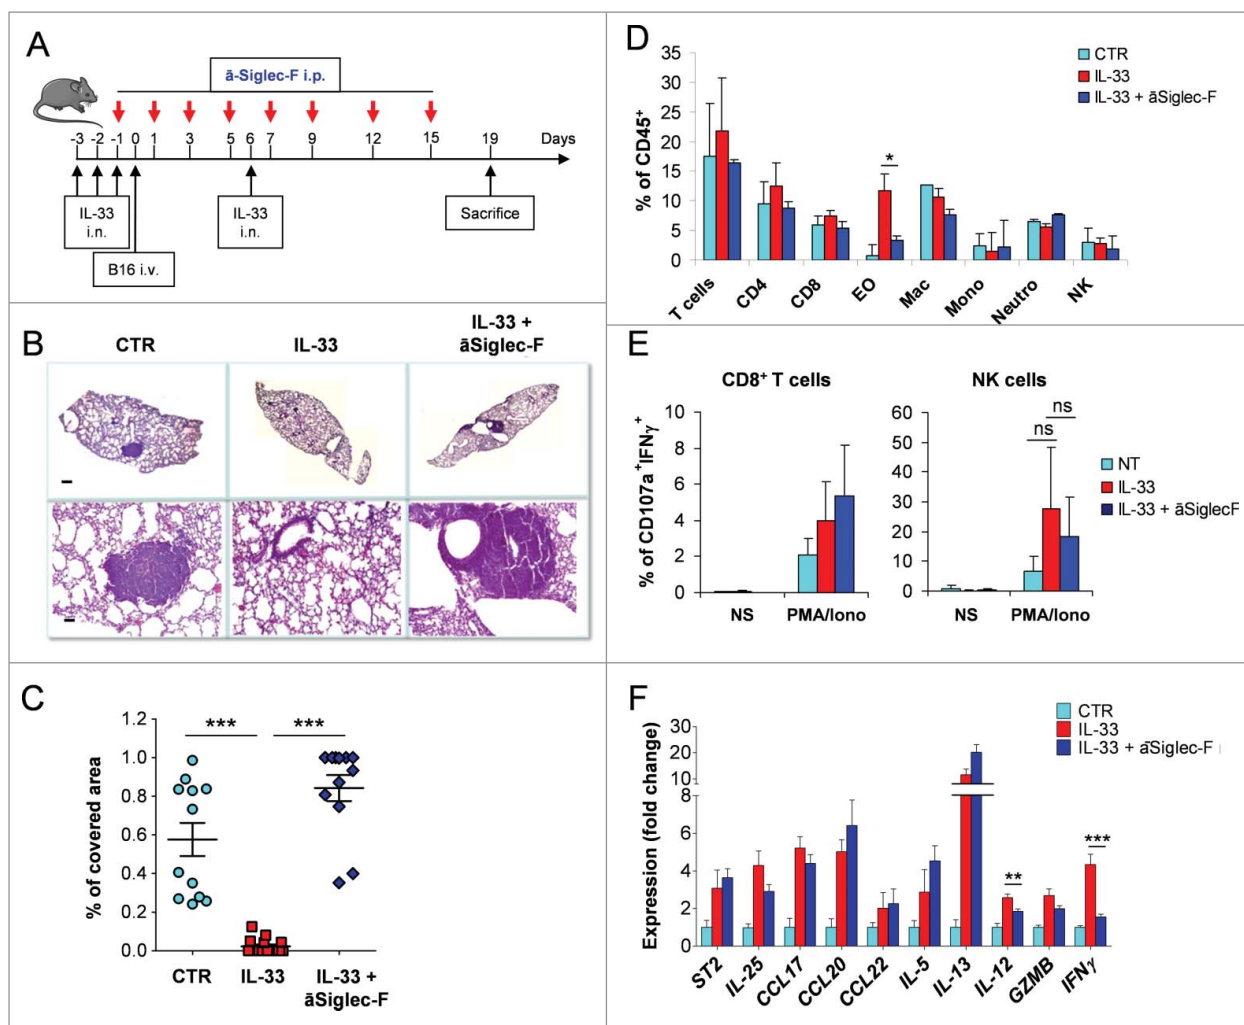 A
ā-Siglec-F i.p.
-3 -2 -1 0 1 3 5 6 7 9 12 15 19 Days
IL-33
i.n.
IL-33
i.n.
Sacrifice
B16 i.v.
B
CTR
IL-33
IL-33 +
āSiglec-F
C
% of covered area
1.2
1.0
0.8
0.6
0.4
0.2
0.0
***
***
CTR
IL-33
IL-33 +
āSiglec-F
D
% of CD45+
35
30
25
20
15
10
5
0
CTR
IL-33
IL-33 + āSiglec-F
*
T cells
CD4
CD8
EO
Mac
Mono
Neutro
NK
E
CD8+ T cells
% of CD107a+IFNγ+
10
8
6
4
2
0
NS
PMA/Iono
NK cells
60
50
40
30
20
10
0
ns
ns
NS
PMA/Iono
NT
IL-33
IL-33 + āSiglecF
F
Expression (fold change)
30
20
10
8
6
4
2
0
CTR
IL-33
IL-33 + āSiglec-F
**
***
ST2
IL-25
CCL17
CCL20
CCL22
IL-5
IL-13
IL-12
GZMB
IFNγ